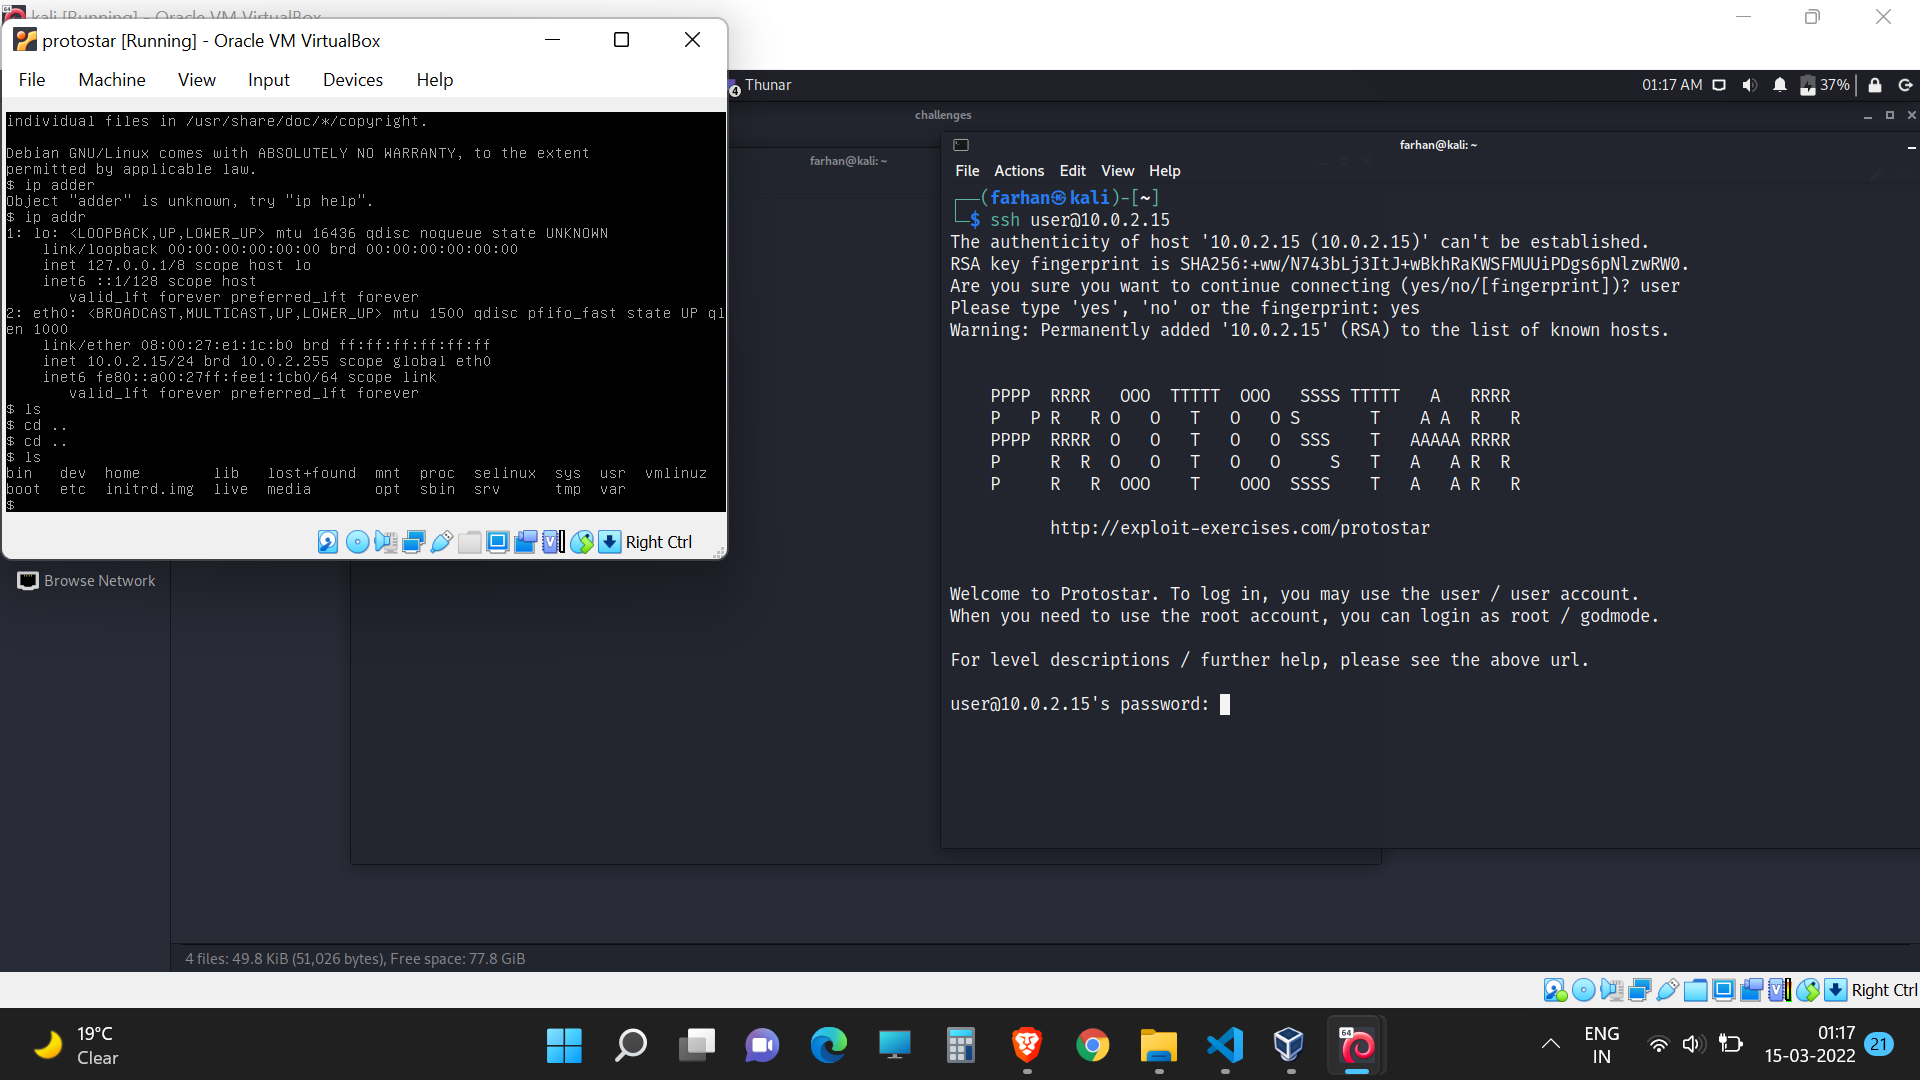 kali [Running] - Oracle VM VirtualBox
protostar [Running] - Oracle VM VirtualBox
File Machine View Input Devices Help
individual files in /usr/share/doc/*/copyright.
Debian GNU/Linux comes with ABSOLUTELY NO WARRANTY, to the extent
permitted by applicable law.
$ ip adder
Object "adder" is unknown, try "ip help".
$ ip addr
1: lo: <LOOPBACK,UP,LOWER_UP> mtu 16436 qdisc noqueue state UNKNOWN
    link/loopback 00:00:00:00:00:00 brd 00:00:00:00:00:00
    inet 127.0.0.1/8 scope host lo
    inet6 ::1/128 scope host
       valid_lft forever preferred_lft forever
2: eth0: <BROADCAST,MULTICAST,UP,LOWER_UP> mtu 1500 qdisc pfifo_fast state UP ql
en 1000
    link/ether 08:00:27:e1:1c:b0 brd ff:ff:ff:ff:ff:ff
    inet 10.0.2.15/24 brd 10.0.2.255 scope global eth0
    inet6 fe80::a00:27ff:fee1:1cb0/64 scope link
       valid_lft forever preferred_lft forever
$ ls
$ cd ..
$ cd ..
$ ls
bin   dev  home        lib   lost+found  mnt  proc  selinux  sys  usr  vmlinuz
boot  etc  initrd.img  live  media       opt  sbin  srv      tmp  var
$
Right Ctrl
4 Thunar
01:17 AM 37%
challenges
farhan@kali: ~
farhan@kali: ~
File Actions Edit View Help
┌──(farhan㉿kali)-[~]
└─$ ssh user@10.0.2.15
The authenticity of host '10.0.2.15 (10.0.2.15)' can't be established.
RSA key fingerprint is SHA256:+ww/N743bLj3ItJ+wBkhRaKWSFMUUiPDgs6pNlzwRW0.
Are you sure you want to continue connecting (yes/no/[fingerprint])? user
Please type 'yes', 'no' or the fingerprint: yes
Warning: Permanently added '10.0.2.15' (RSA) to the list of known hosts.
    PPPP  RRRR   OOO  TTTTT  OOO   SSSS TTTTT   A   RRRR
    P   P R   R O   O   T   O   O S       T    A A  R   R
    PPPP  RRRR  O   O   T   O   O  SSS    T   AAAAA RRRR
    P     R  R  O   O   T   O   O     S   T   A   A R  R
    P     R   R  OOO    T    OOO  SSSS    T   A   A R   R
          http://exploit-exercises.com/protostar
Welcome to Protostar. To log in, you may use the user / user account.
When you need to use the root account, you can login as root / godmode.
For level descriptions / further help, please see the above url.
user@10.0.2.15's password:
Browse Network
4 files: 49.8 KiB (51,026 bytes), Free space: 77.8 GiB
Right Ctrl
19°C
Clear
64
ENG
IN
01:17
15-03-2022
21